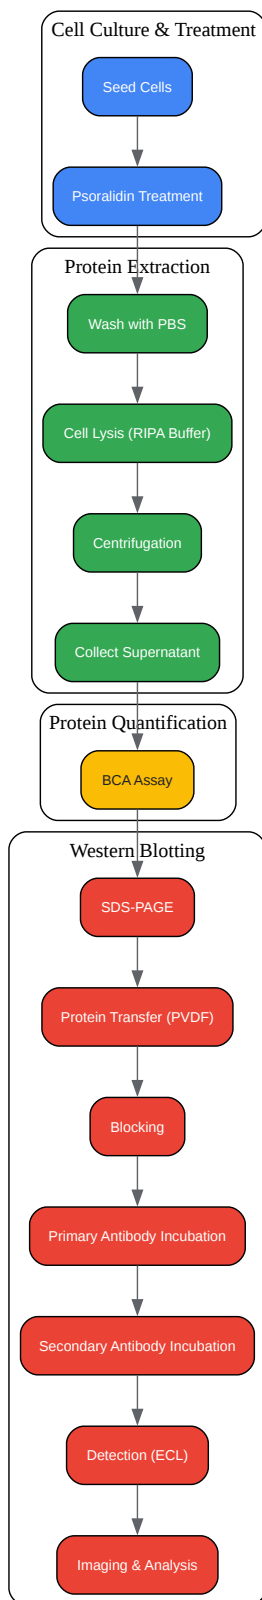 Cell Culture & Treatment
Seed Cells
Psoralidin Treatment
Protein Extraction
Wash with PBS
Cell Lysis (RIPA Buffer)
Centrifugation
Collect Supernatant
Protein Quantification
BCA Assay
Western Blotting
SDS-PAGE
Protein Transfer (PVDF)
Blocking
Primary Antibody Incubation
Secondary Antibody Incubation
Detection (ECL)
Imaging & Analysis